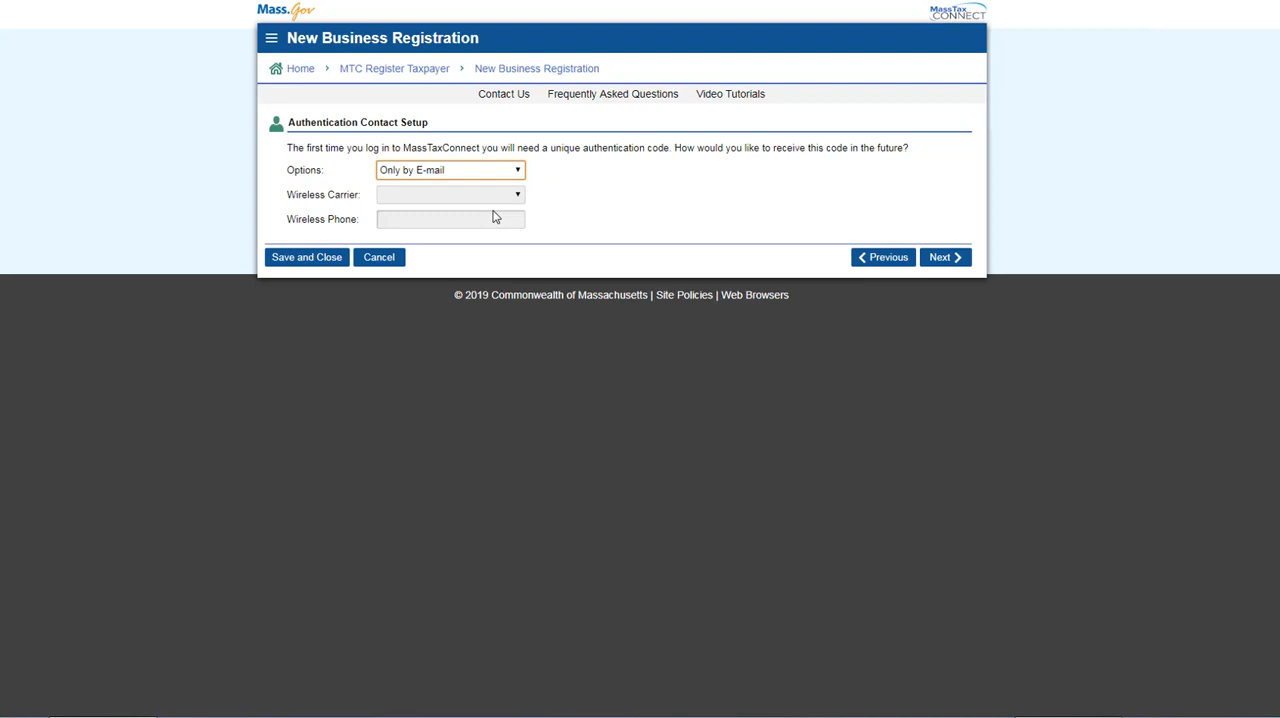 Mass.Gov
MassTax
CONNECT
New Business Registration
Home › MTC Register Taxpayer › New Business Registration
Contact Us Frequently Asked Questions Video Tutorials
Authentication Contact Setup
The first time you log in to MassTaxConnect you will need a unique authentication code. How would you like to receive this code in the future?
Options: Only by E-mail
Wireless Carrier:
Wireless Phone:
Save and Close Cancel Previous Next
© 2019 Commonwealth of Massachusetts | Site Policies | Web Browsers